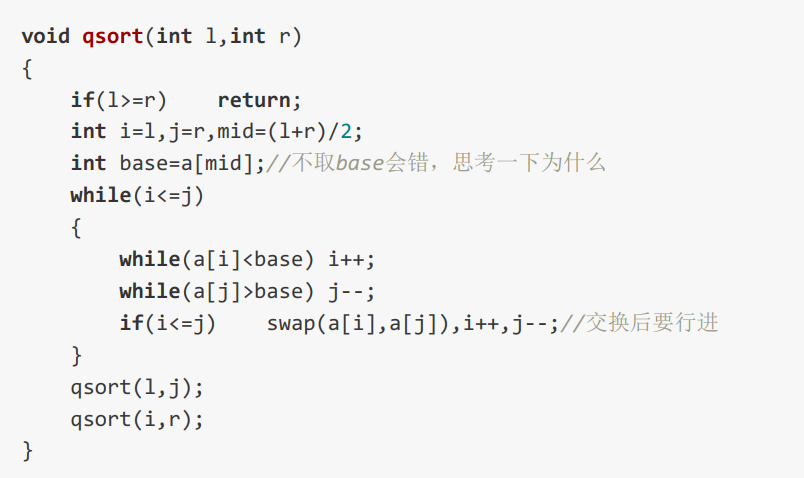 void qsort(int l,int r)
{
    if(l>=r)    return;
    int i=l,j=r,mid=(l+r)/2;
    int base=a[mid];//不取base会错，思考一下为什么
    while(i<=j)
    {
        while(a[i]<base) i++;
        while(a[j]>base) j--;
        if(i<=j)    swap(a[i],a[j]),i++,j--;//交换后要行进
    }
    qsort(l,j);
    qsort(i,r);
}